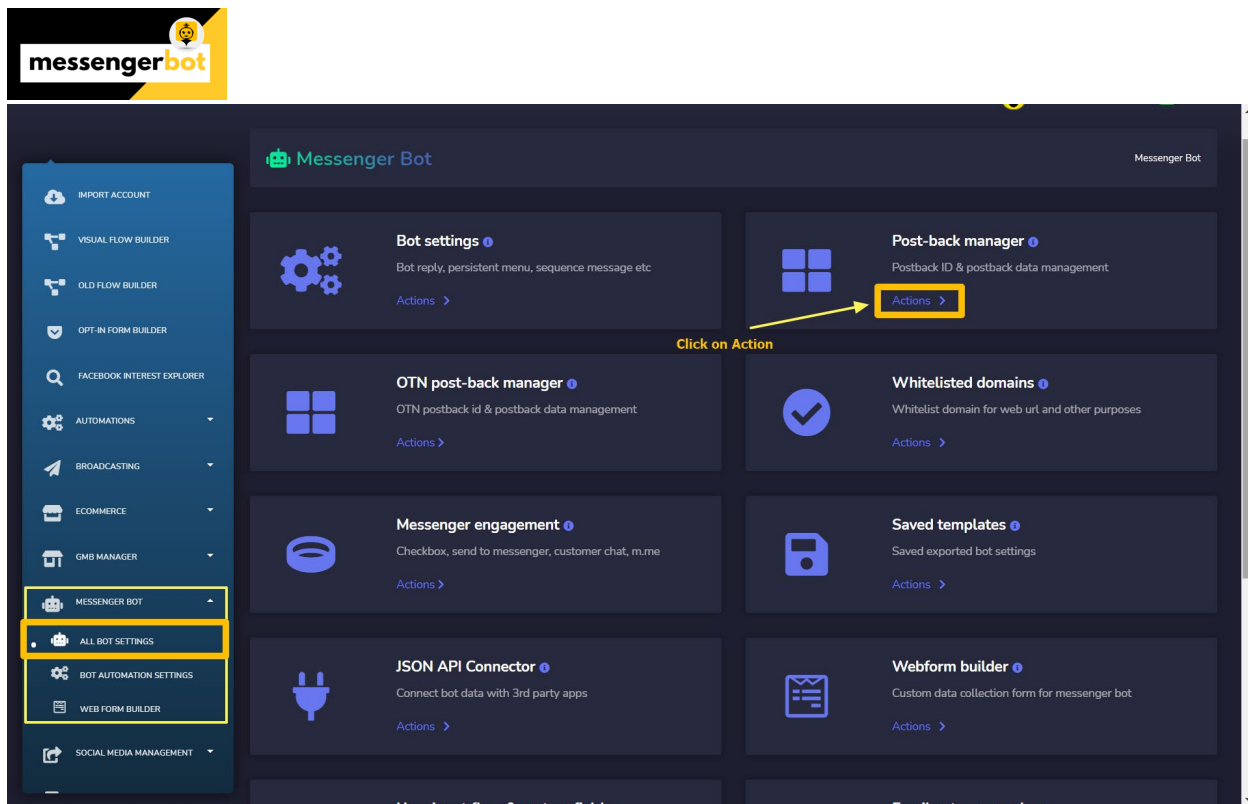 messengerbot
Messenger Bot
Messenger Bot
IMPORT ACCOUNT
VISUAL FLOW BUILDER
OLD FLOW BUILDER
OPT-IN FORM BUILDER
FACEBOOK INTEREST EXPLORER
AUTOMATIONS
BROADCASTING
ECOMMERCE
GMB MANAGER
MESSENGER BOT
ALL BOT SETTINGS
BOT AUTOMATION SETTINGS
WEB FORM BUILDER
SOCIAL MEDIA MANAGEMENT
Bot settings
Bot reply, persistent menu, sequence message etc
Actions >
Post-back manager
Postback ID & postback data management
Actions >
Click on Action
OTN post-back manager
OTN postback id & postback data management
Actions >
Whitelisted domains
Whitelist domain for web url and other purposes
Actions >
Messenger engagement
Checkbox, send to messenger, customer chat, m.me
Actions >
Saved templates
Saved exported bot settings
Actions >
JSON API Connector
Connect bot data with 3rd party apps
Actions >
Webform builder
Custom data collection form for messenger bot
Actions >